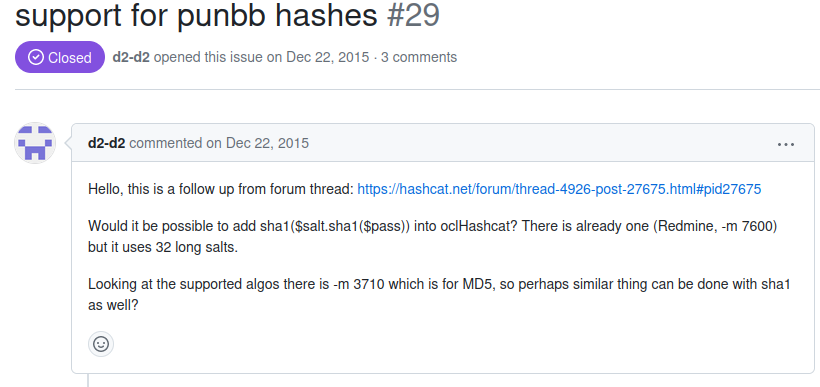 support for punbb hashes #29
Closed d2-d2 opened this issue on Dec 22, 2015 · 3 comments
d2-d2 commented on Dec 22, 2015
Hello, this is a follow up from forum thread: https://hashcat.net/forum/thread-4926-post-27675.html#pid27675
Would it be possible to add sha1($salt.sha1($pass)) into oclHashcat? There is already one (Redmine, -m 7600)
but it uses 32 long salts.
Looking at the supported algos there is -m 3710 which is for MD5, so perhaps similar thing can be done with sha1
as well?